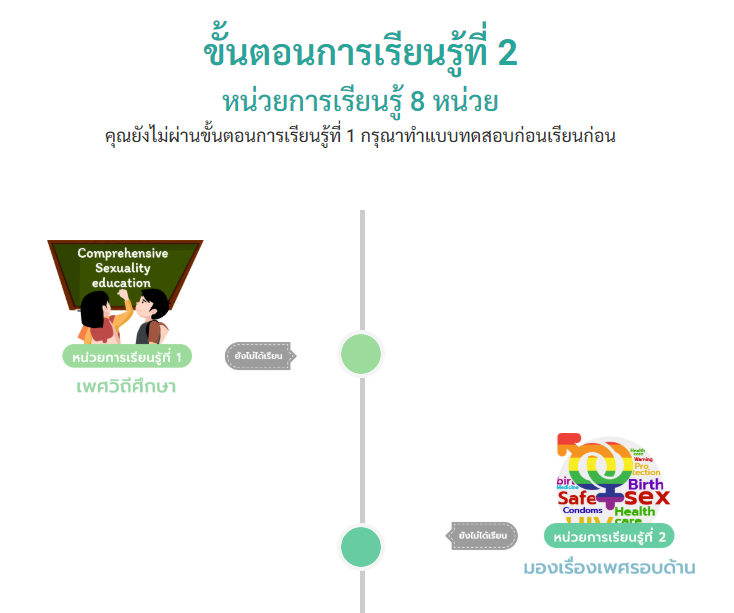 ขั้นตอนการเรียนรู้ที่ 2
หน่วยการเรียนรู้ 8 หน่วย
คุณยังไม่ผ่านขั้นตอนการเรียนรู้ที่ 1 กรุณาทำแบบทดสอบก่อนเรียนก่อน
Comprehensive
Sexuality
education
หน่วยการเรียนรู้ที่ 1
ยังไม่ได้เรียน
เพศวิถีศึกษา
Health
care
Warning
Pro
tection
Birth
Medicine
Safe
sex
Condoms
Health
care
หน่วยการเรียนรู้ที่ 2
ยังไม่ได้เรียน
มองเรื่องเพศรอบด้าน